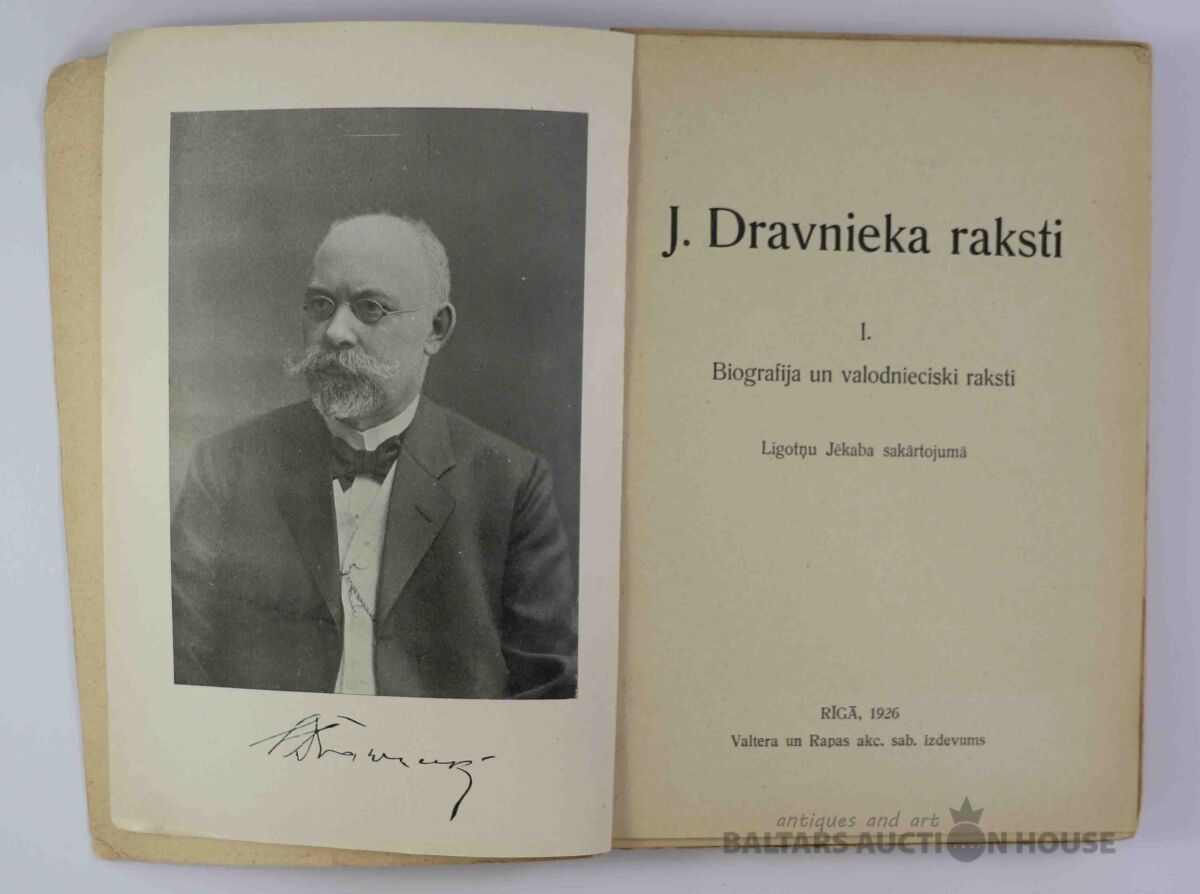 J. Dravnieka raksti
I.
Biografija un valodnieciski raksti
Līgotņu Jēkaba sakārtojumā
RĪGĀ, 1926
Valtera un Rapas akc. sab. izdevums
antiques and art
BALTARS AUCTION HOUSE